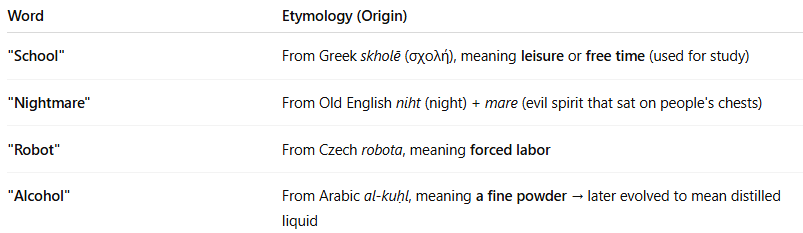 Word Etymology (Origin)
"School" From Greek skholē (σχολή), meaning leisure or free time (used for study)
"Nightmare" From Old English niht (night) + mare (evil spirit that sat on people's chests)
"Robot" From Czech robota, meaning forced labor
"Alcohol" From Arabic al-kuḥl, meaning a fine powder → later evolved to mean distilled
liquid